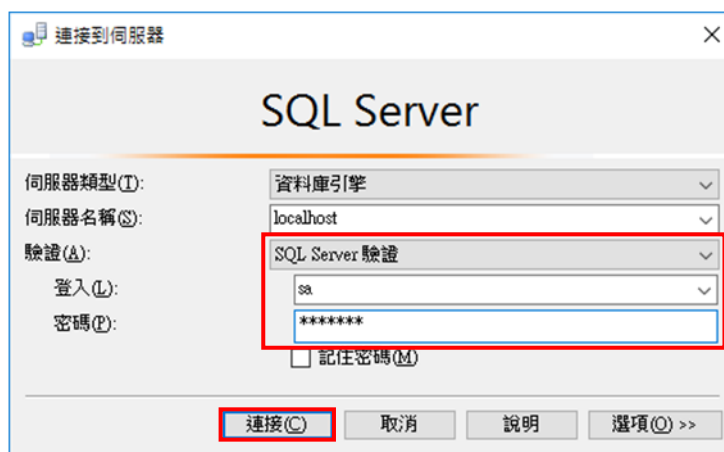 連接到伺服器
SQL Server
伺服器類型(T): 資料庫引擎
伺服器名稱(S): localhost
驗證(A): SQL Server 驗證
登入(L): sa
密碼(P): *******
記住密碼(M)
連接(C) 取消 說明 選項(O) >>